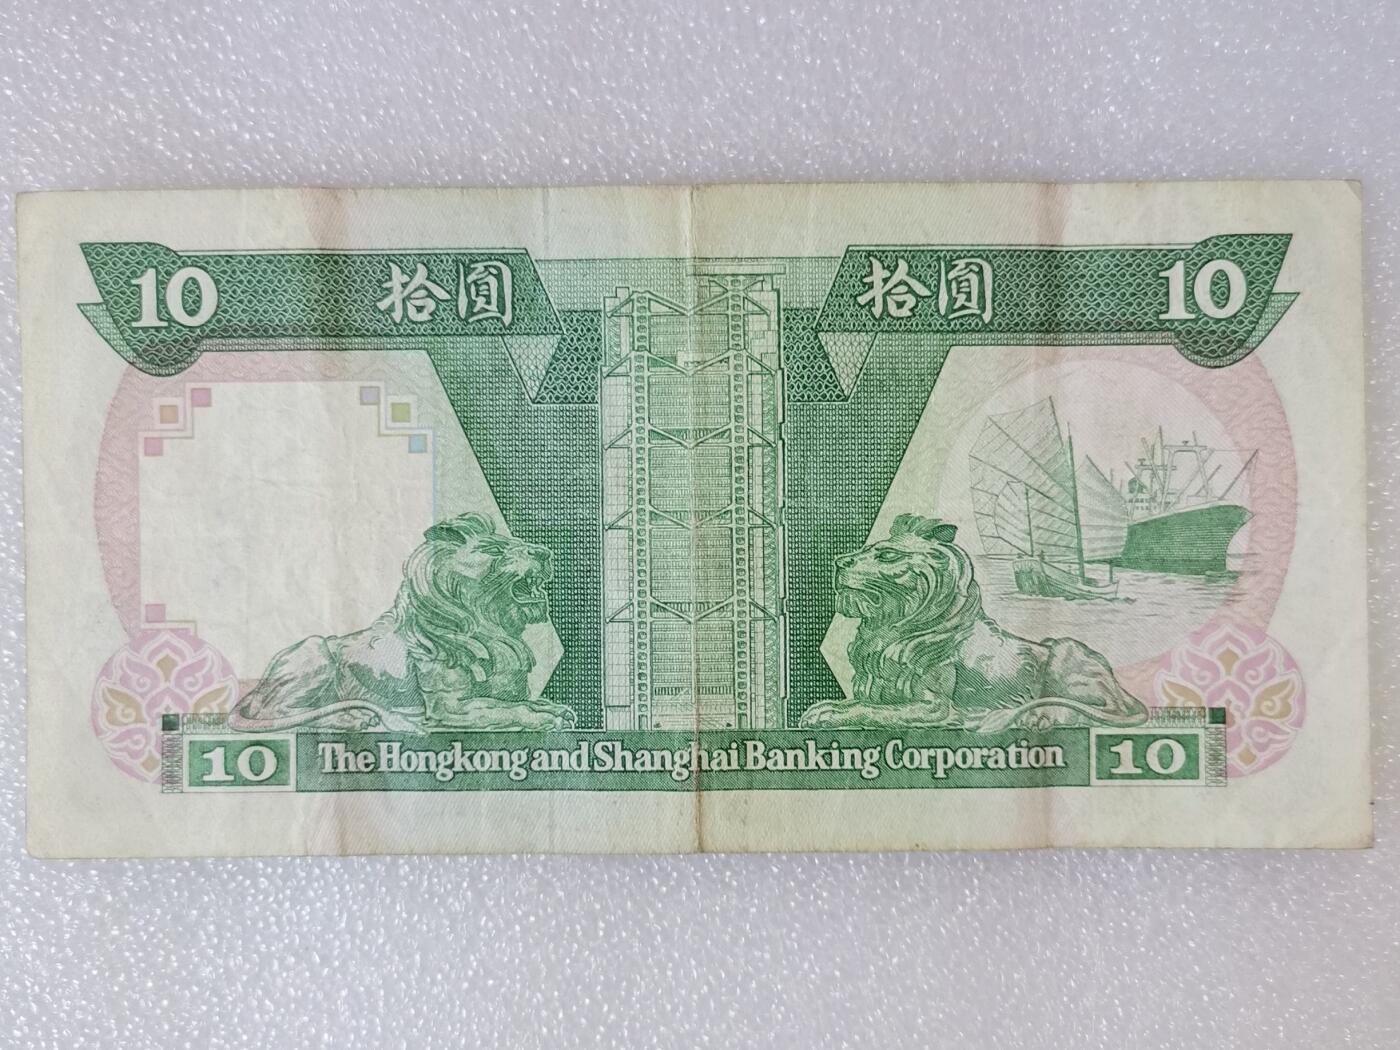 10 拾圓 拾圓 10
10 The Hongkong and Shanghai Banking Corporation 10